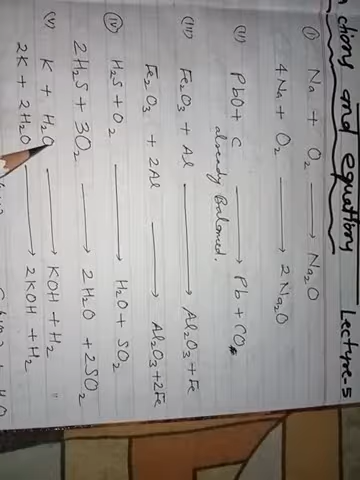 ctions and equations Lecture-5
(i) Na + O₂ ⟶ Na₂O
4Na + O₂ ⟶ 2Na₂O
(ii) PbO + C ⟶ Pb + CO
already Balanced.
(iii) Fe₂O₃ + Al ⟶ Al₂O₃ + Fe
Fe₂O₃ + 2Al ⟶ Al₂O₃ + 2Fe
(iv) H₂S + O₂ ⟶ H₂O + SO₂
2H₂S + 3O₂ ⟶ 2H₂O + 2SO₂
(v) K + H₂O ⟶ KOH + H₂
2K + 2H₂O ⟶ 2KOH + H₂